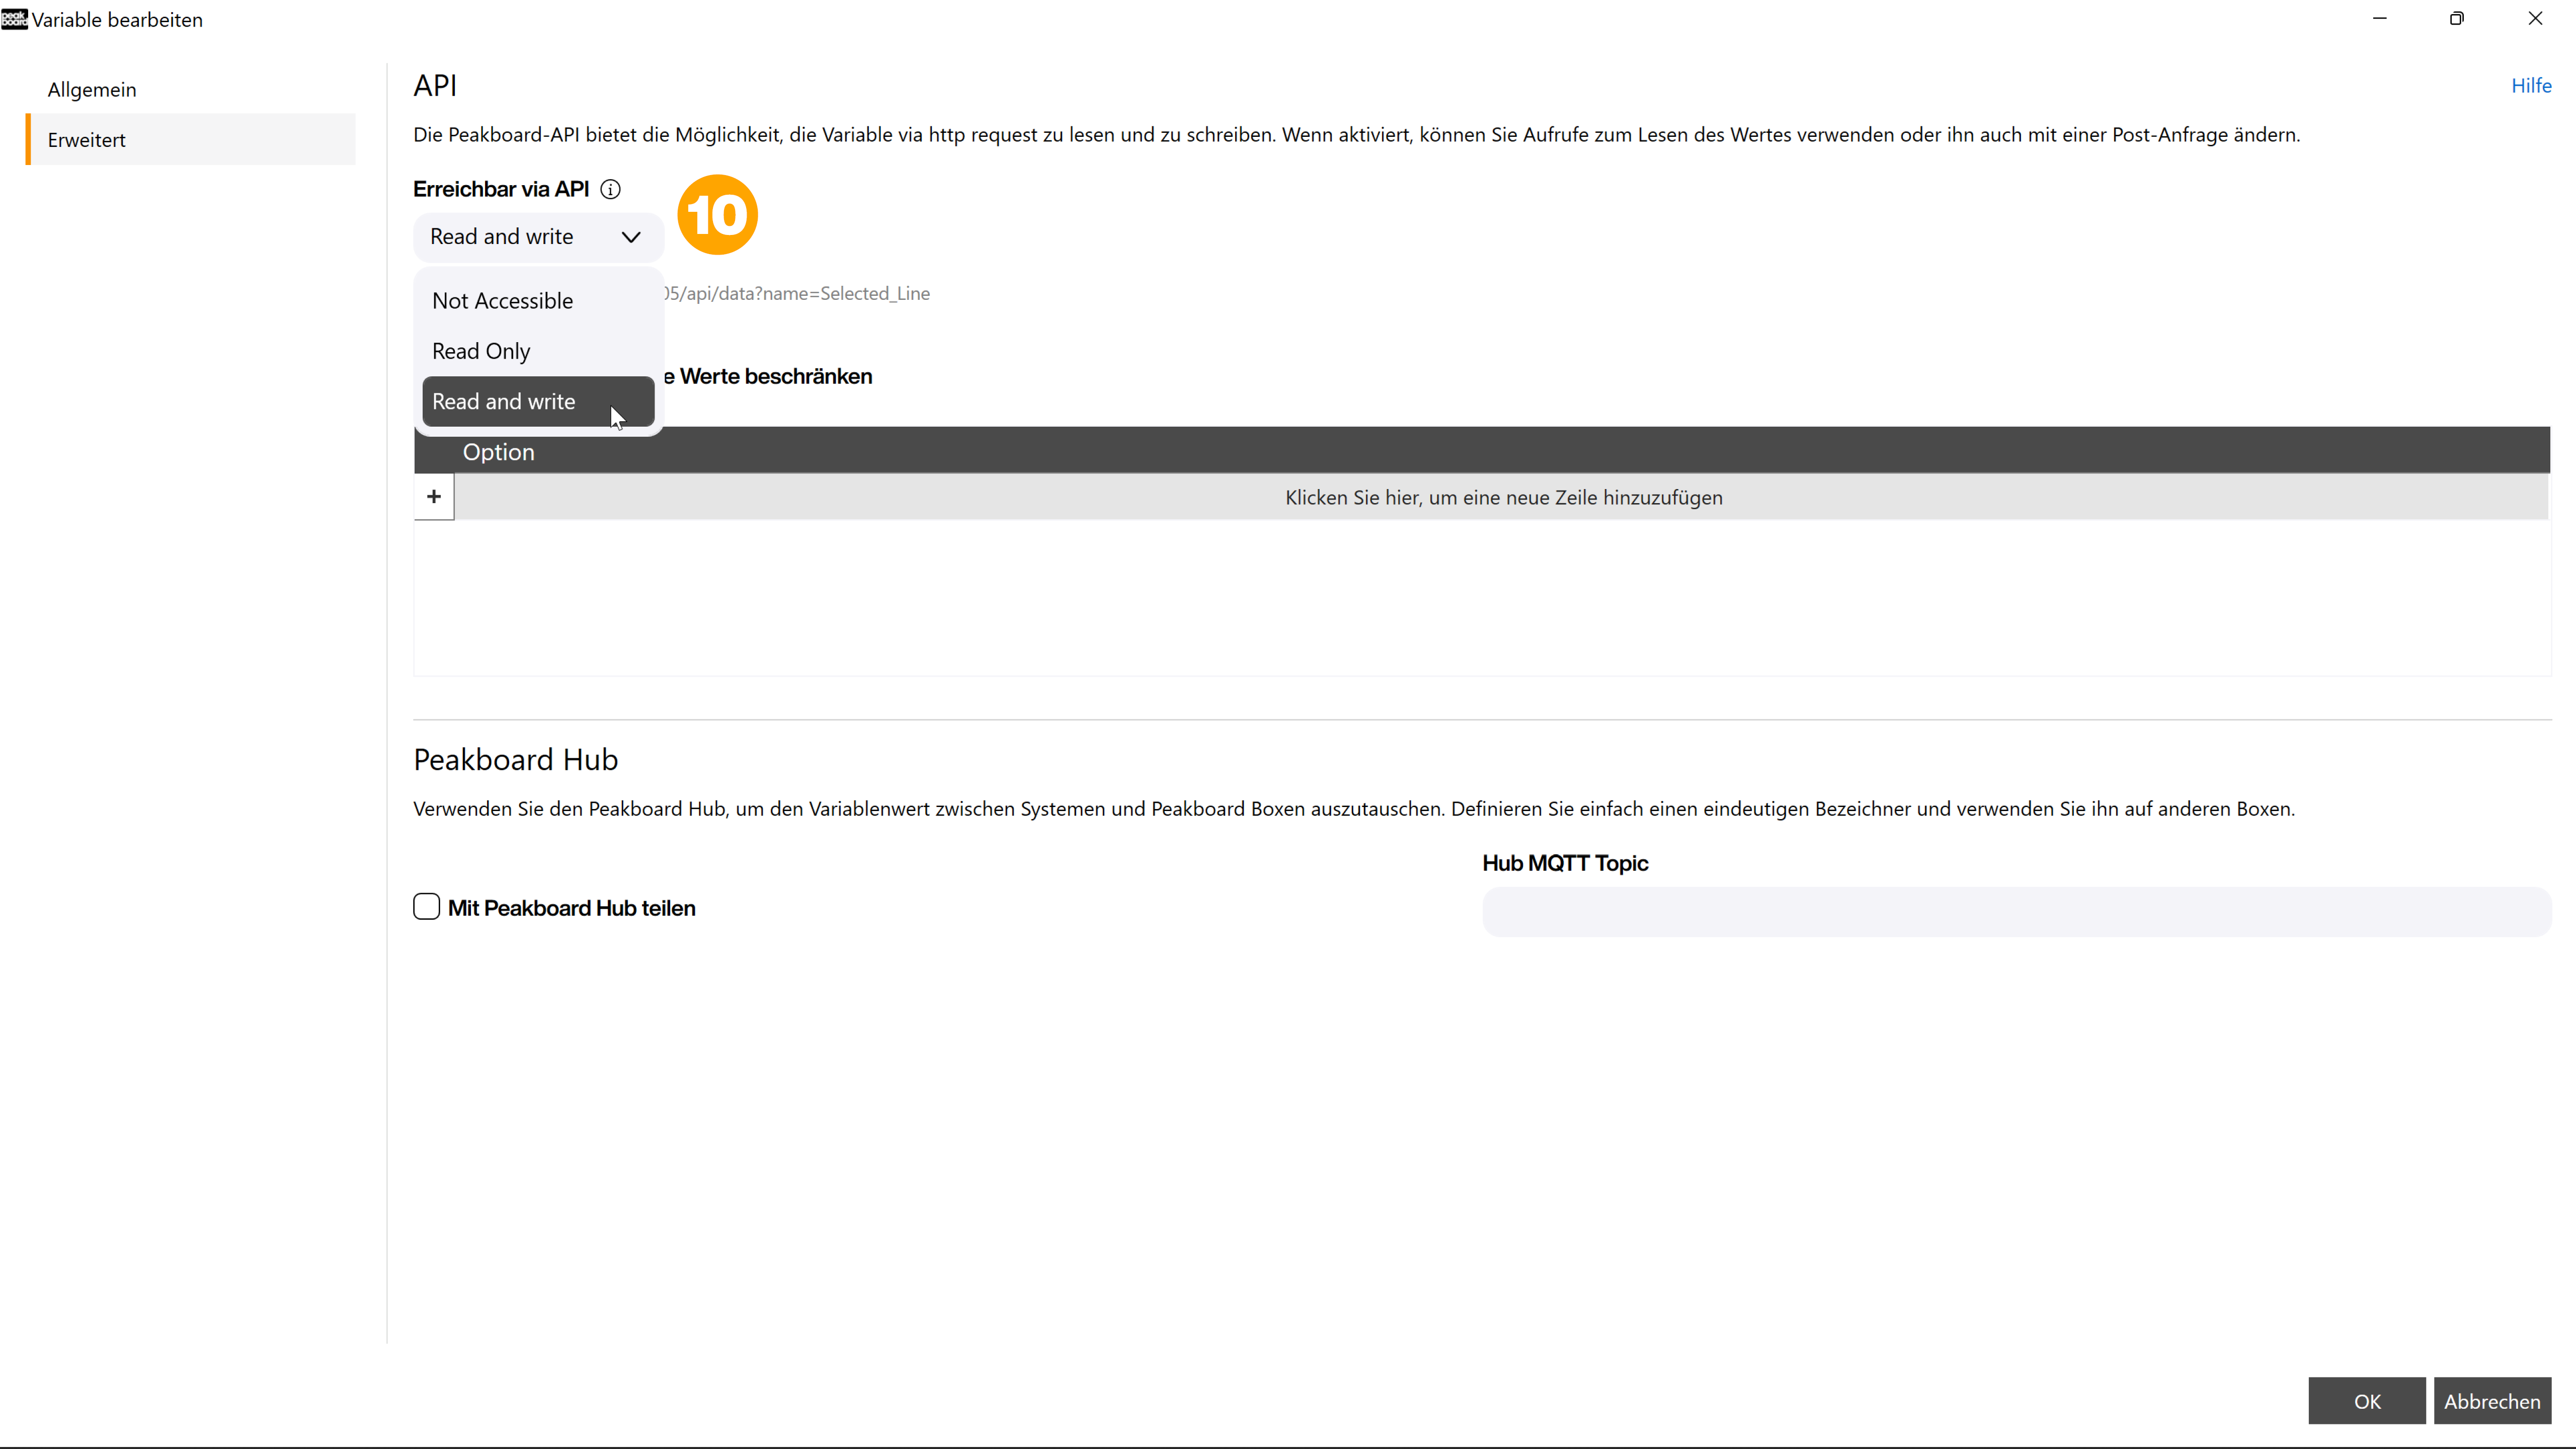 peak board Variable bearbeiten
Allgemein
Erweitert
API
Hilfe
Die Peakboard-API bietet die Möglichkeit, die Variable via http request zu lesen und zu schreiben. Wenn aktiviert, können Sie Aufrufe zum Lesen des Wertes verwenden oder ihn auch mit einer Post-Anfrage ändern.
Erreichbar via API
10
Read and write
5/api/data?name=Selected_Line
Not Accessible
Read Only
e Werte beschränken
Read and write
Option
+ Klicken Sie hier, um eine neue Zeile hinzuzufügen
Peakboard Hub
Verwenden Sie den Peakboard Hub, um den Variablenwert zwischen Systemen und Peakboard Boxen auszutauschen. Definieren Sie einfach einen eindeutigen Bezeichner und verwenden Sie ihn auf anderen Boxen.
Hub MQTT Topic
Mit Peakboard Hub teilen
OK
Abbrechen